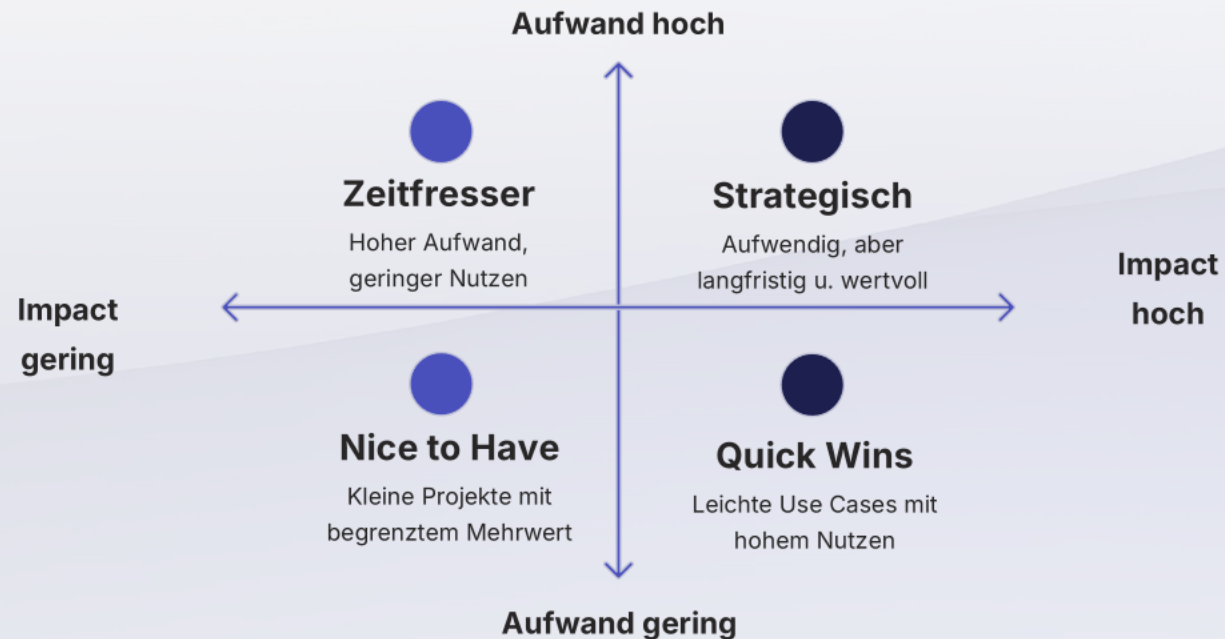 Aufwand hoch
Zeitfresser
Hoher Aufwand,
geringer Nutzen
Strategisch
Aufwendig, aber
langfristig u. wertvoll
Impact
gering
Impact
hoch
Nice to Have
Kleine Projekte mit
begrenztem Mehrwert
Quick Wins
Leichte Use Cases mit
hohem Nutzen
Aufwand gering